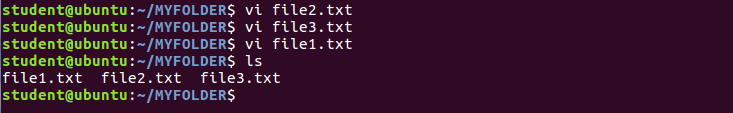 student@ubuntu:~/MYFOLDER$ vi file2.txt
student@ubuntu:~/MYFOLDER$ vi file3.txt
student@ubuntu:~/MYFOLDER$ vi file1.txt
student@ubuntu:~/MYFOLDER$ ls
file1.txt  file2.txt  file3.txt
student@ubuntu:~/MYFOLDER$